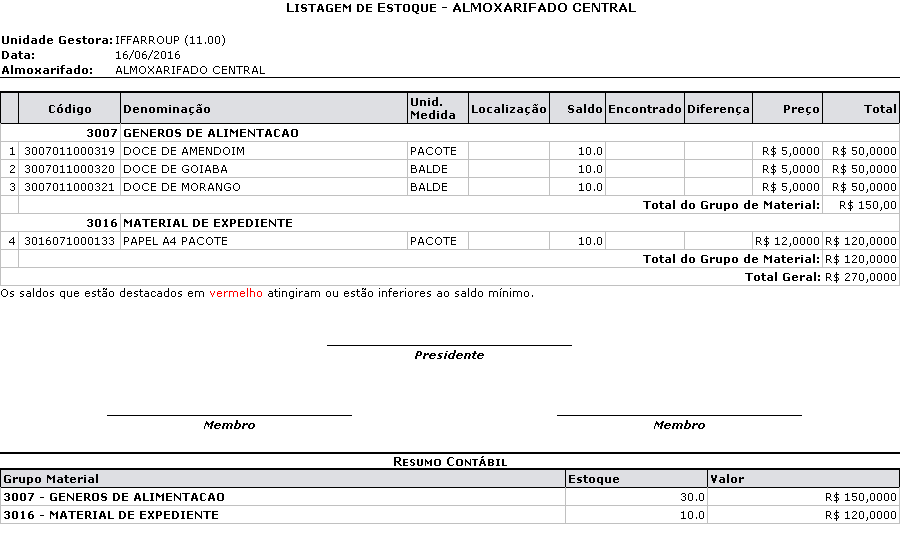 LISTAGEM DE ESTOQUE - ALMOXARIFADO CENTRAL
Unidade Gestora: IFFARROUP (11.00)
Data: 16/06/2016
Almoxarifado: ALMOXARIFADO CENTRAL
Código Denominação Unid. Medida Localização Saldo Encontrado Diferença Preço Total
3007 GENEROS DE ALIMENTACAO
1 3007011000319 DOCE DE AMENDOIM PACOTE 10.0 R$ 5,0000 R$ 50,0000
2 3007011000320 DOCE DE GOIABA BALDE 10.0 R$ 5,0000 R$ 50,0000
3 3007011000321 DOCE DE MORANGO BALDE 10.0 R$ 5,0000 R$ 50,0000
Total do Grupo de Material: R$ 150,00
3016 MATERIAL DE EXPEDIENTE
4 3016071000133 PAPEL A4 PACOTE PACOTE 10.0 R$ 12,0000 R$ 120,0000
Total do Grupo de Material: R$ 120,0000
Total Geral: R$ 270,0000
Os saldos que estão destacados em vermelho atingiram ou estão inferiores ao saldo mínimo.
Presidente
Membro Membro
RESUMO CONTÁBIL
Grupo Material Estoque Valor
3007 - GENEROS DE ALIMENTACAO 30.0 R$ 150,0000
3016 - MATERIAL DE EXPEDIENTE 10.0 R$ 120,0000